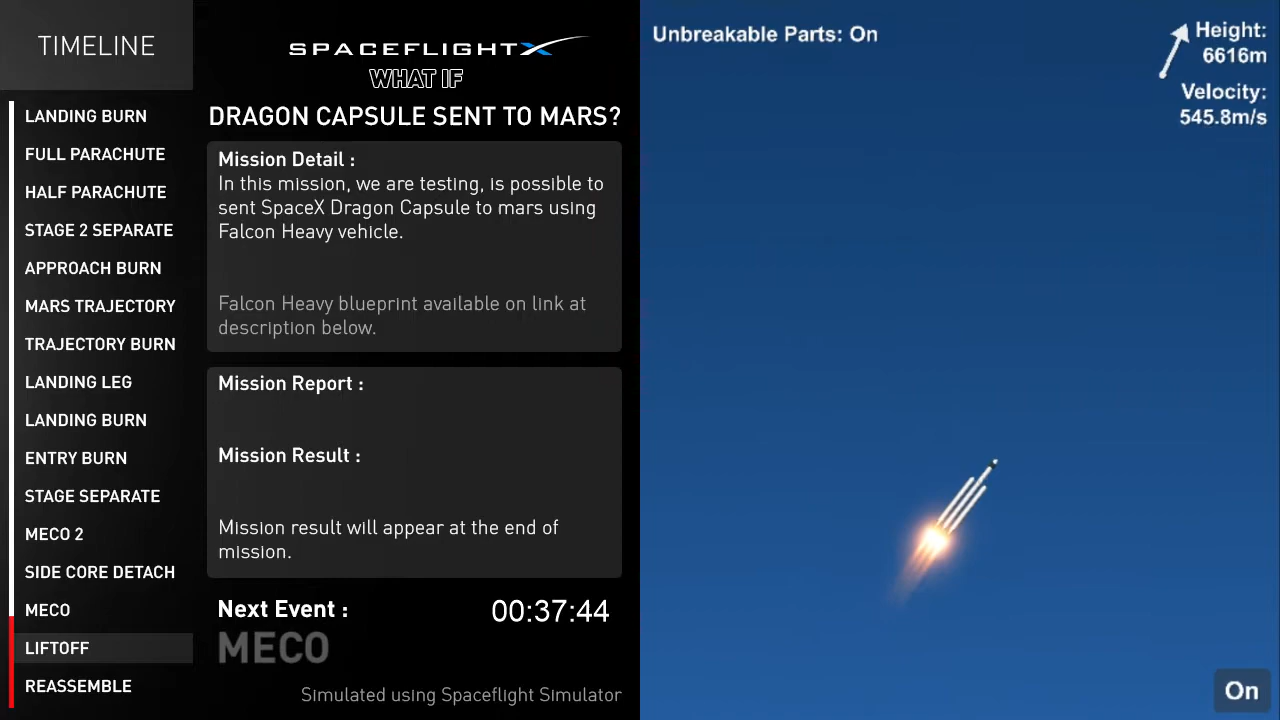 TIMELINE
LANDING BURN
FULL PARACHUTE
HALF PARACHUTE
STAGE 2 SEPARATE
APPROACH BURN
MARS TRAJECTORY
TRAJECTORY BURN
LANDING LEG
LANDING BURN
ENTRY BURN
STAGE SEPARATE
MECO 2
SIDE CORE DETACH
MECO
LIFTOFF
REASSEMBLE
SPACEFLIGHTX
WHAT IF
DRAGON CAPSULE SENT TO MARS?
Mission Detail :
In this mission, we are testing, is possible to
sent SpaceX Dragon Capsule to mars using
Falcon Heavy vehicle.
Falcon Heavy blueprint available on link at
description below.
Mission Report :
Mission Result :
Mission result will appear at the end of
mission.
Next Event :
00:37:44
MECO
Simulated using Spaceflight Simulator
Unbreakable Parts: On
Height:
6616m
Velocity:
545.8m/s
On